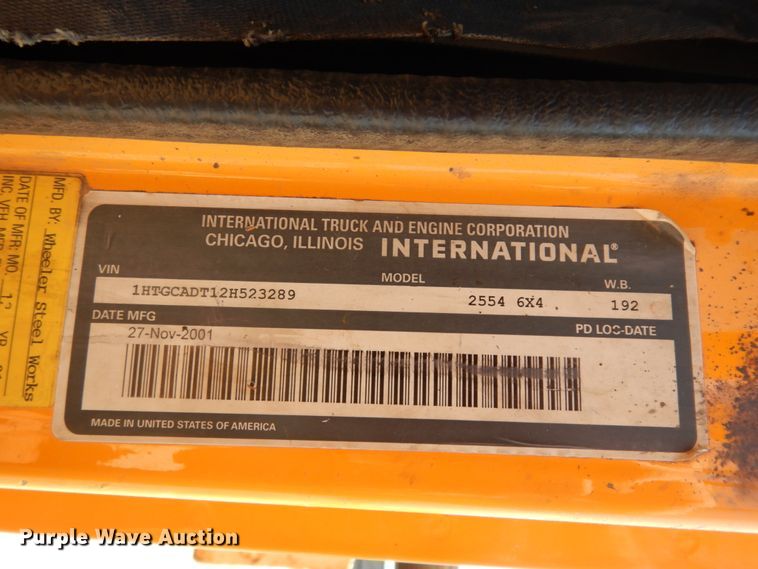 INTERNATIONAL TRUCK AND ENGINE CORPORATION
CHICAGO, ILLINOIS INTERNATIONAL®
VIN MODEL W.B.
1HTGCADT12H523289 2554 6X4 192
DATE MFG PD LOC-DATE
27-Nov-2001
MADE IN UNITED STATES OF AMERICA
MFD. BY: Wheeler Steel Works
DATE OF MFR: MO. 12 YR.
INC. VEH. MFD.
Purple Wave Auction